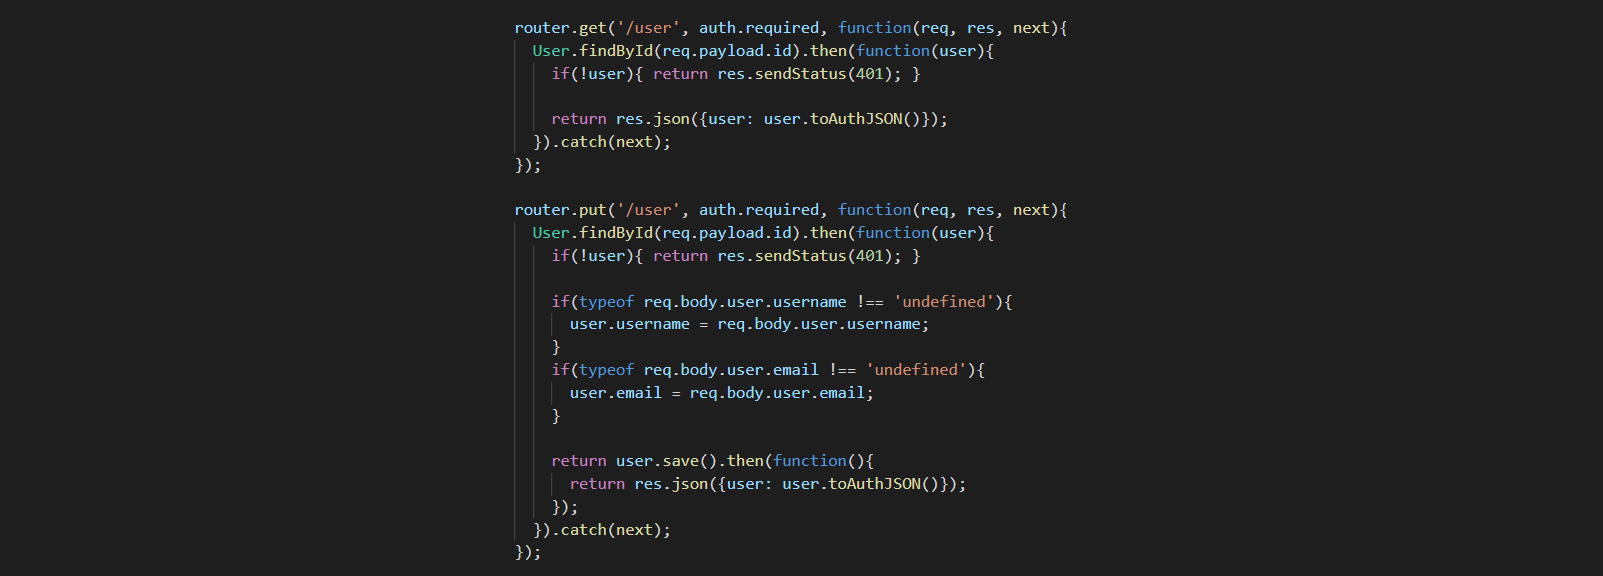 router.get('/user', auth.required, function(req, res, next){
  User.findById(req.payload.id).then(function(user){
    if(!user){ return res.sendStatus(401); }

    return res.json({user: user.toAuthJSON()});
  }).catch(next);
});

router.put('/user', auth.required, function(req, res, next){
  User.findById(req.payload.id).then(function(user){
    if(!user){ return res.sendStatus(401); }

    if(typeof req.body.user.username !== 'undefined'){
      user.username = req.body.user.username;
    }
    if(typeof req.body.user.email !== 'undefined'){
      user.email = req.body.user.email;
    }

    return user.save().then(function(){
      return res.json({user: user.toAuthJSON()});
    });
  }).catch(next);
});